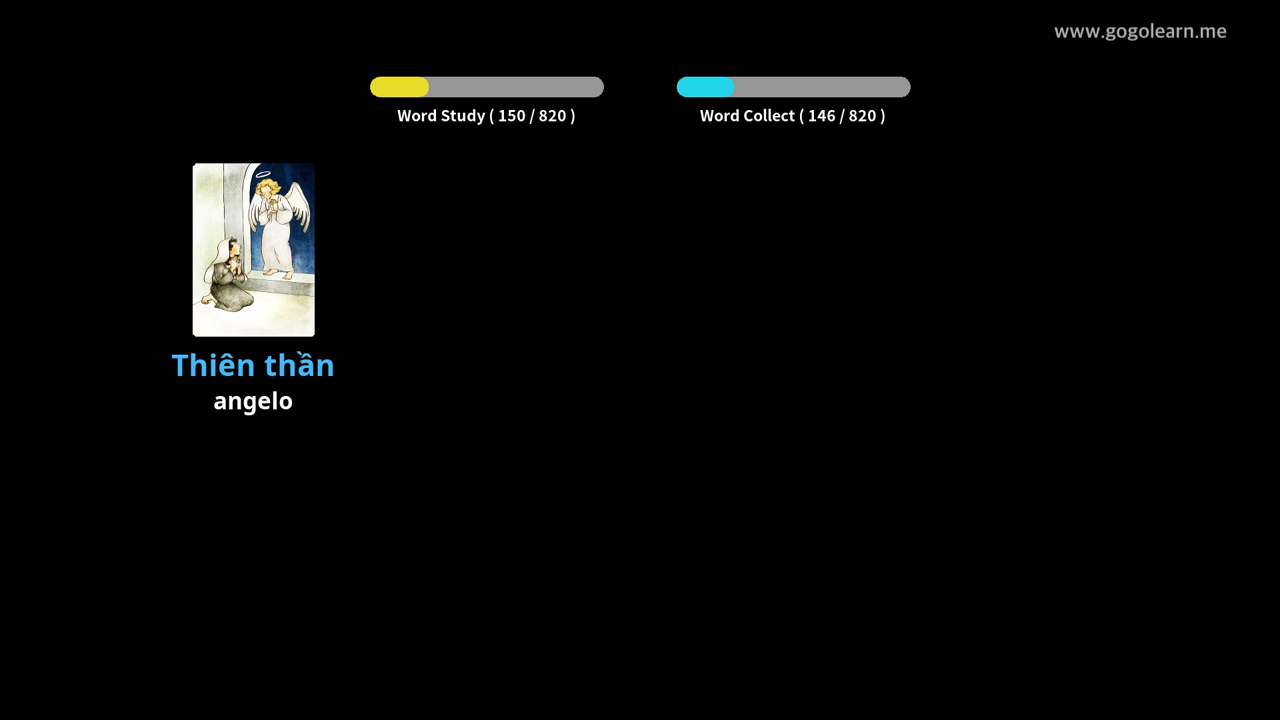 www.gogolearn.me
Word Study ( 150 / 820 )
Word Collect ( 146 / 820 )
Thiên thần
angelo